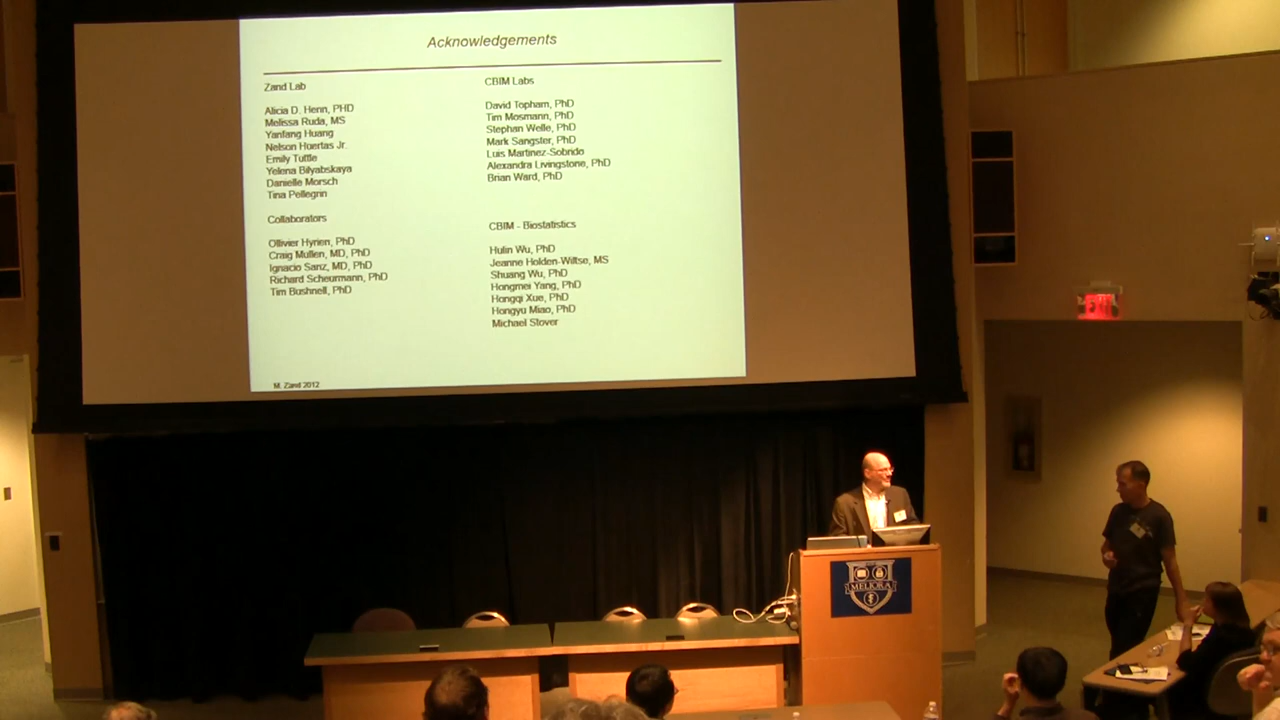 Acknowledgements
Zand Lab
Alicia D. Henn, PHD
Melissa Ruda, MS
Yanfang Huang
Nelson Huertas Jr.
Emily Tuttle
Yelena Bilyabskaya
Danielle Morsch
Tina Pellegrin
Collaborators
Ollivier Hyrien, PhD
Craig Mullen, MD, PhD
Ignacio Sanz, MD, PhD
Richard Scheurmann, PhD
Tim Bushnell, PhD
CBIM Labs
David Topham, PhD
Tim Mosmann, PhD
Stephan Welle, PhD
Mark Sangster, PhD
Luis Martinez-Sobrido
Alexandra Livingstone, PhD
Brian Ward, PhD
CBIM - Biostatistics
Hulin Wu, PhD
Jeanne Holden-Wiltse, MS
Shuang Wu, PhD
Hongmei Yang, PhD
Hongqi Xue, PhD
Hongyu Miao, PhD
Michael Stover
M. Zand 2012
EXIT
MELIORA